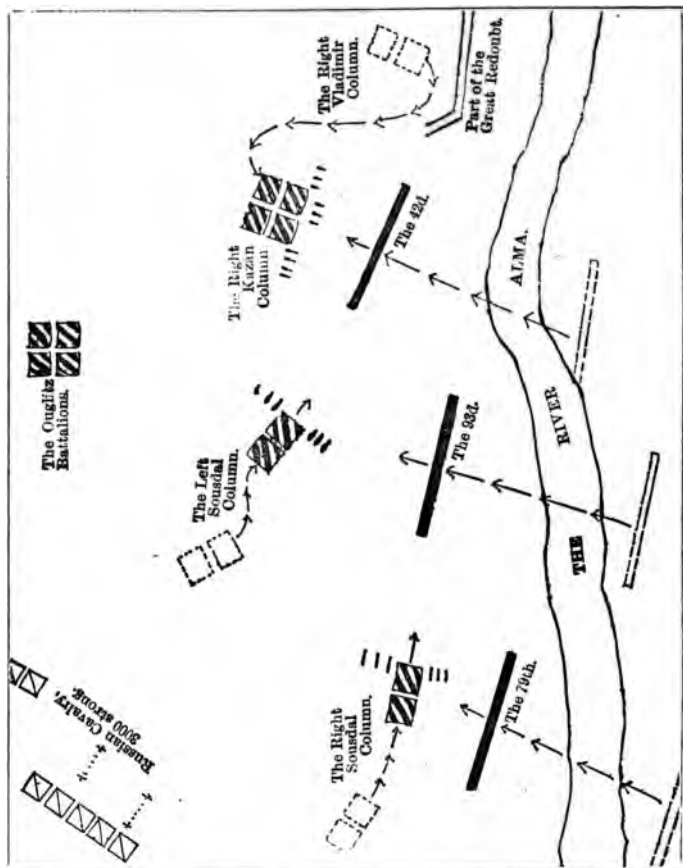 The Right
Vladimir
Column.
Part of the
Great Redoubt.
The Right
Kazan
Column
The 42d.
The Ouglitz
Battalions.
The Left
Sousdal
Column.
The 93d.
Russian Cavalry,
3000 strong.
The Right
Sousdal
Column.
The 79th.
THE
RIVER
ALMA.